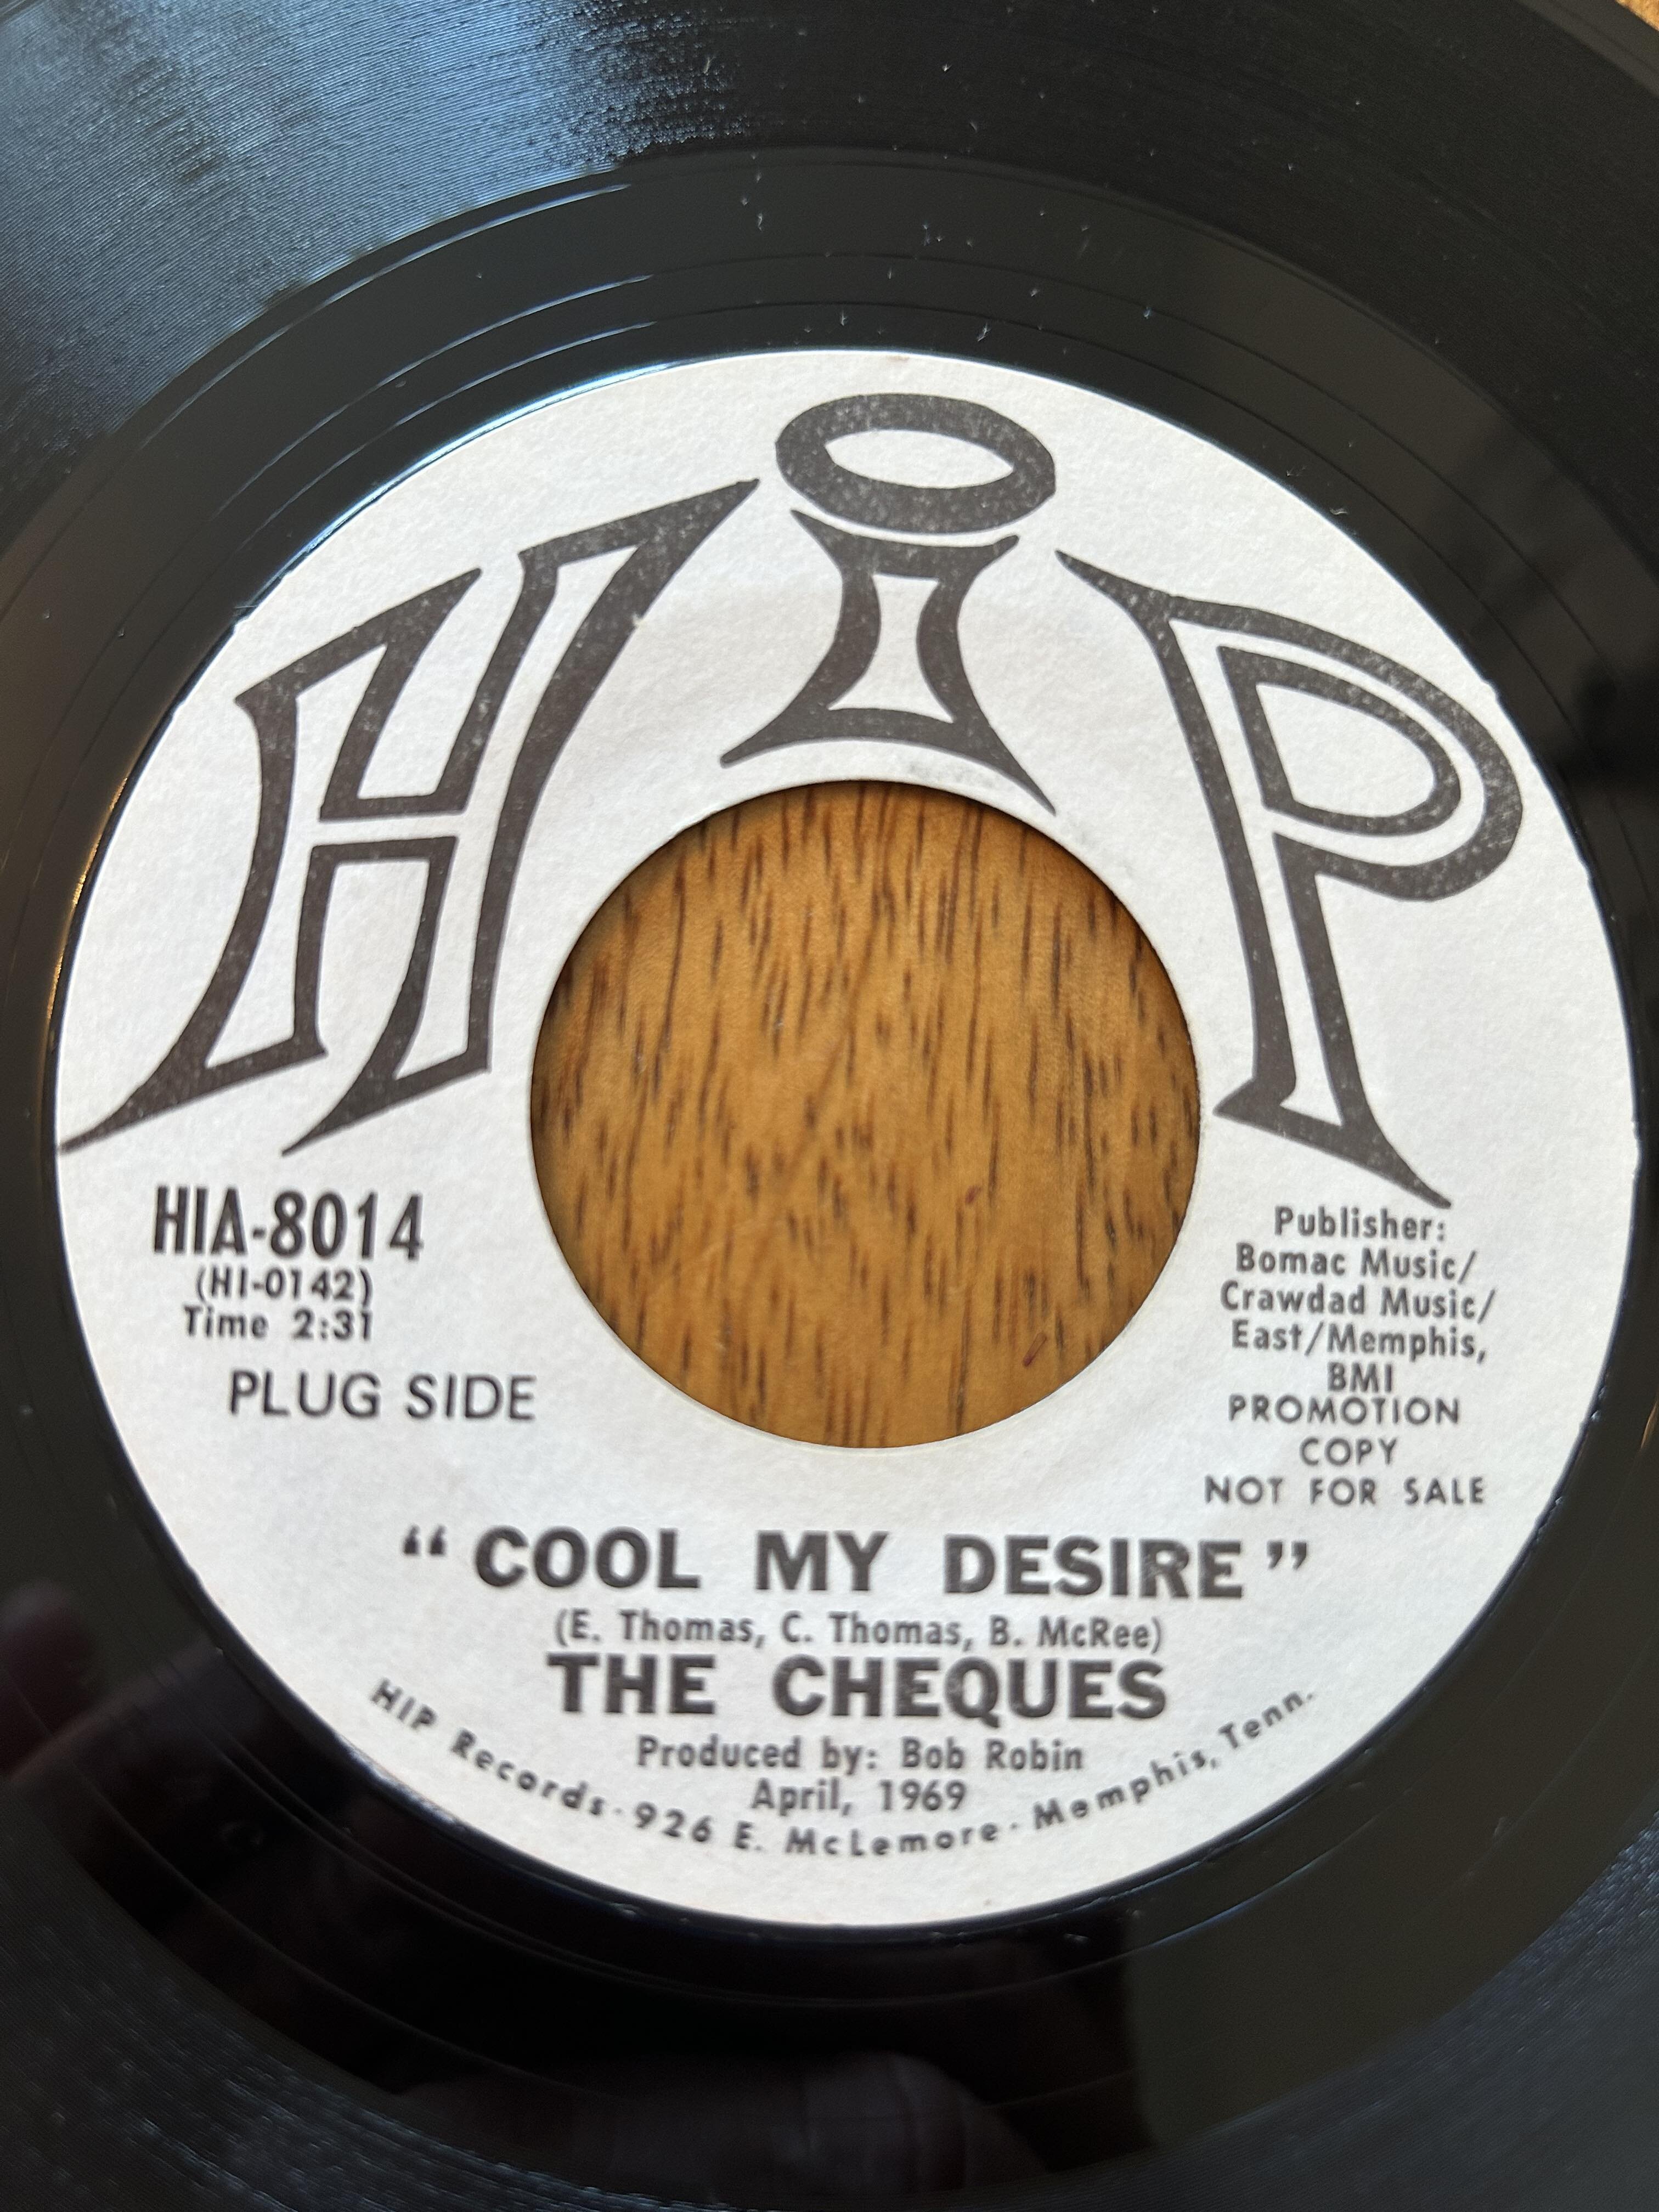 HiP
HIA-8014
(HI-0142)
Time 2:31
PLUG SIDE
Publisher:
Bomac Music/
Crawdad Music/
East/Memphis,
BMI
PROMOTION
COPY
NOT FOR SALE
“COOL MY DESIRE”
(E. Thomas, C. Thomas, B. McRee)
THE CHEQUES
Produced by: Bob Robin
April, 1969
HIP Records · 926 E. McLemore · Memphis, Tenn.